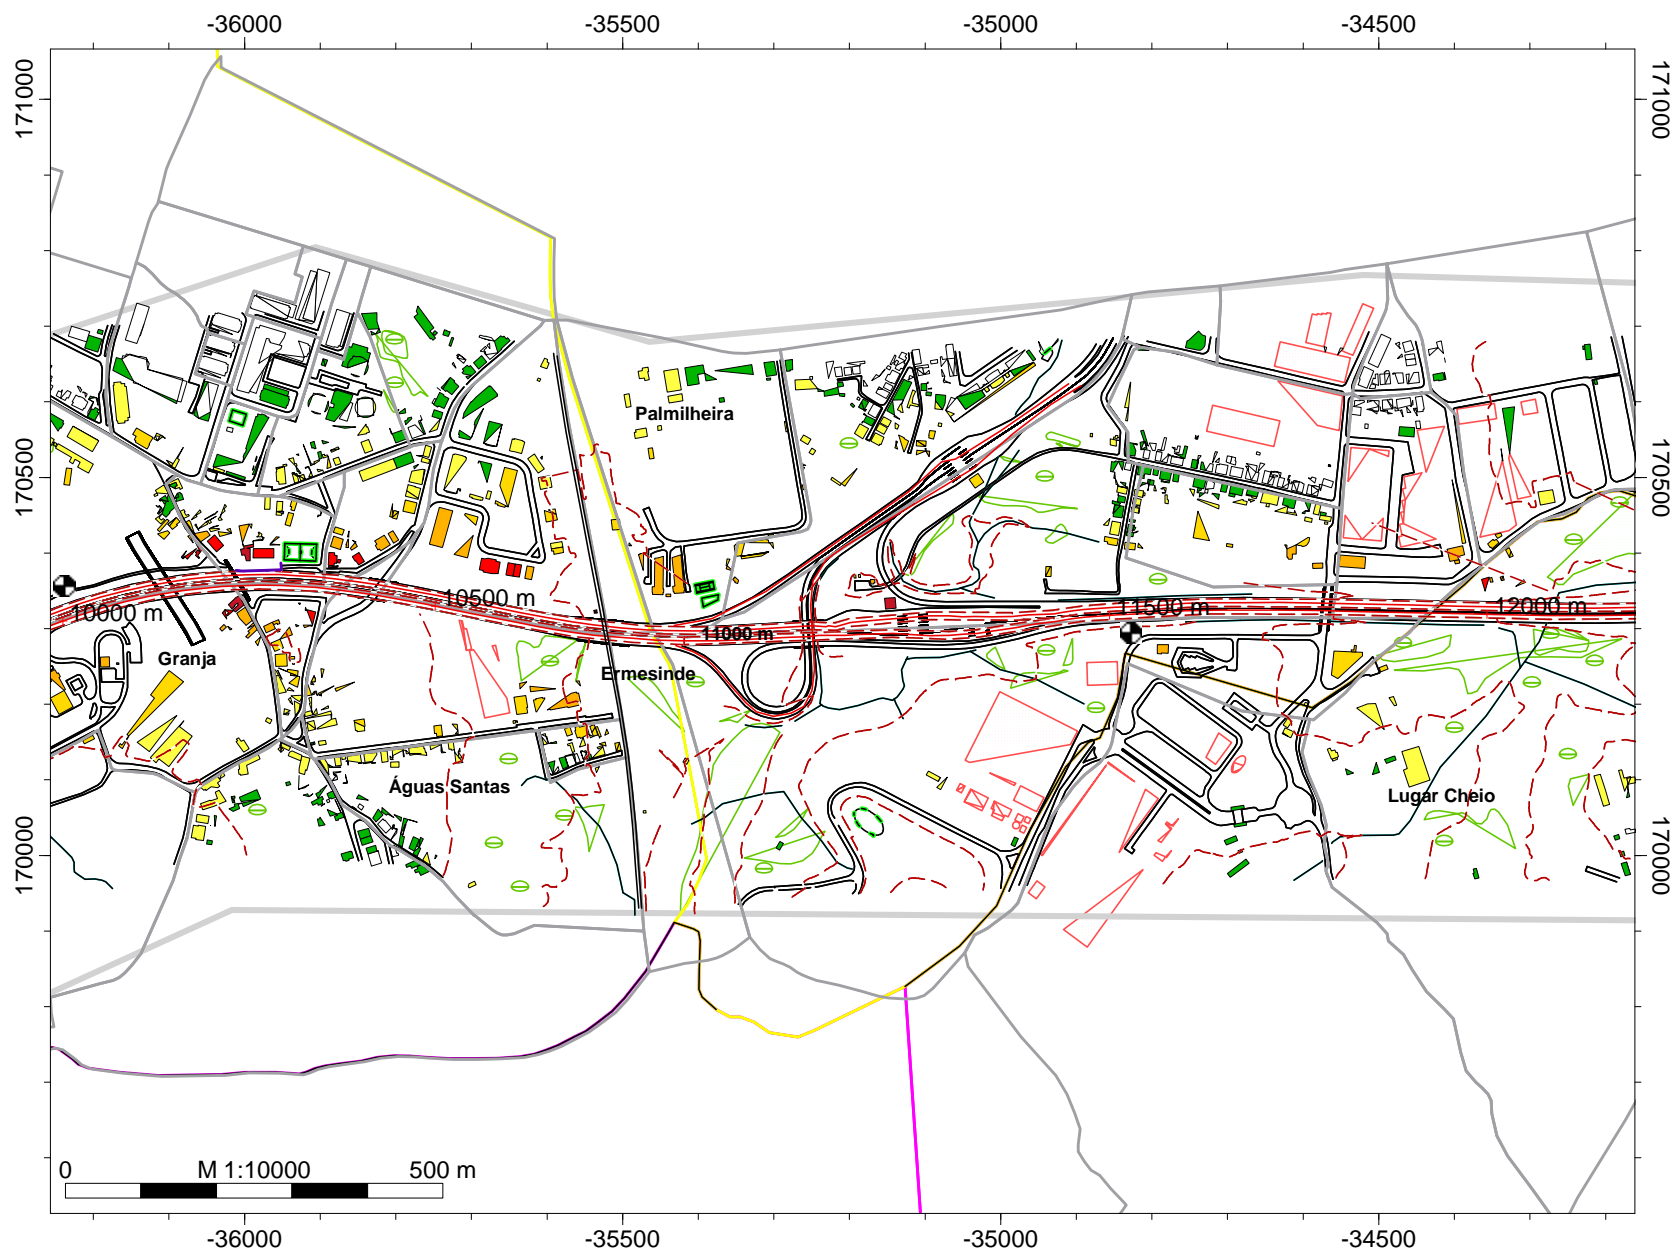 -36000 -35500 -35000 -34500
171000 171000
Palmilheira
170500 170500
10000 m 10500 m 11000 m 11500 m 12000 m
Granja
Ermesinde
Águas Santas
Lugar Cheio
170000 170000
0 M 1:10000 500 m
-36000 -35500 -35000 -34500